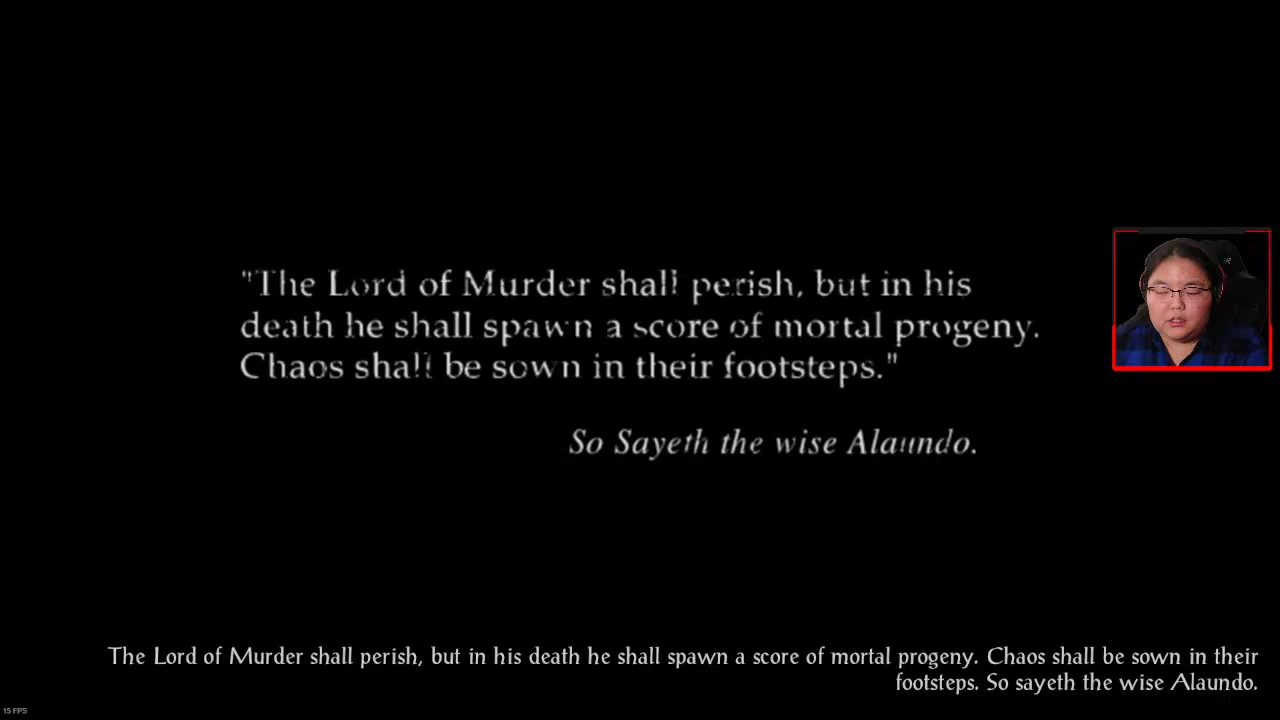 "The Lord of Murder shall perish, but in his
death he shall spawn a score of mortal progeny.
Chaos shall be sown in their footsteps."
So Sayeth the wise Alaundo.
The Lord of Murder shall perish, but in his death he shall spawn a score of mortal progeny. Chaos shall be sown in their
footsteps. So sayeth the wise Alaundo.
15 FPS